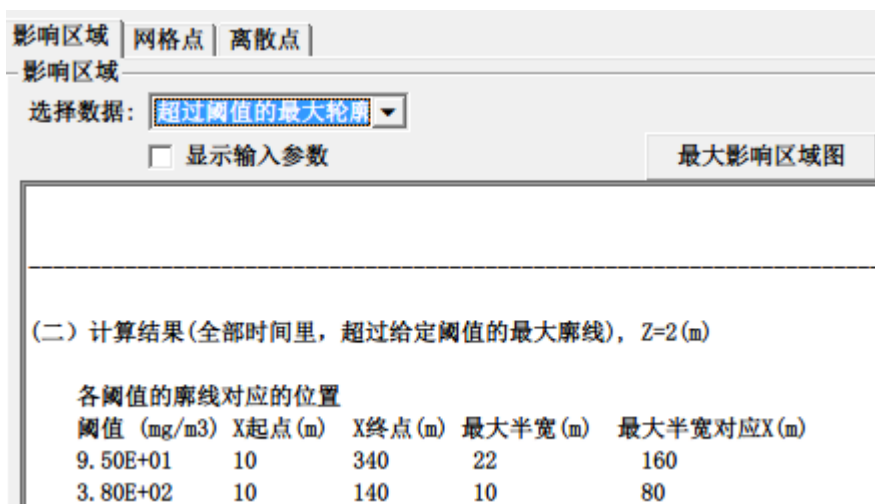 影响区域 网格点 离散点
影响区域
选择数据: 超过阈值的最大轮廓
显示输入参数 最大影响区域图
(二）计算结果(全部时间里，超过给定阈值的最大廓线), Z=2(m)
各阈值的廓线对应的位置
阈值 (mg/m3) X起点(m) X终点(m) 最大半宽(m) 最大半宽对应X(m)
9.50E+01 10 340 22 160
3.80E+02 10 140 10 80